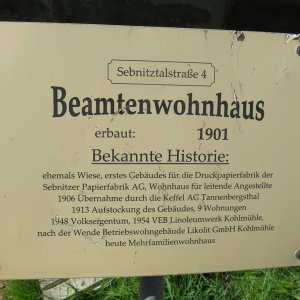 Sebnitztalstraße 4
Beamtenwohnhaus
erbaut: 1901
Bekannte Historie:
ehemals Wiese, erstes Gebäudes für die Druckpapierfabrik der
Sebnitzer Papierfabrik AG, Wohnhaus für leitende Angestellte
1906 Übernahme durch die Keffel AG Tannenbergsthal
1913 Aufstockung des Gebäudes, 9 Wohnungen
1948 Volkseigentum, 1954 VEB Linoleumwerk Kohlmühle
nach der Wende Betriebswohngebäude Likolit GmbH Kohlmühle
heute Mehrfamilienwohnhaus